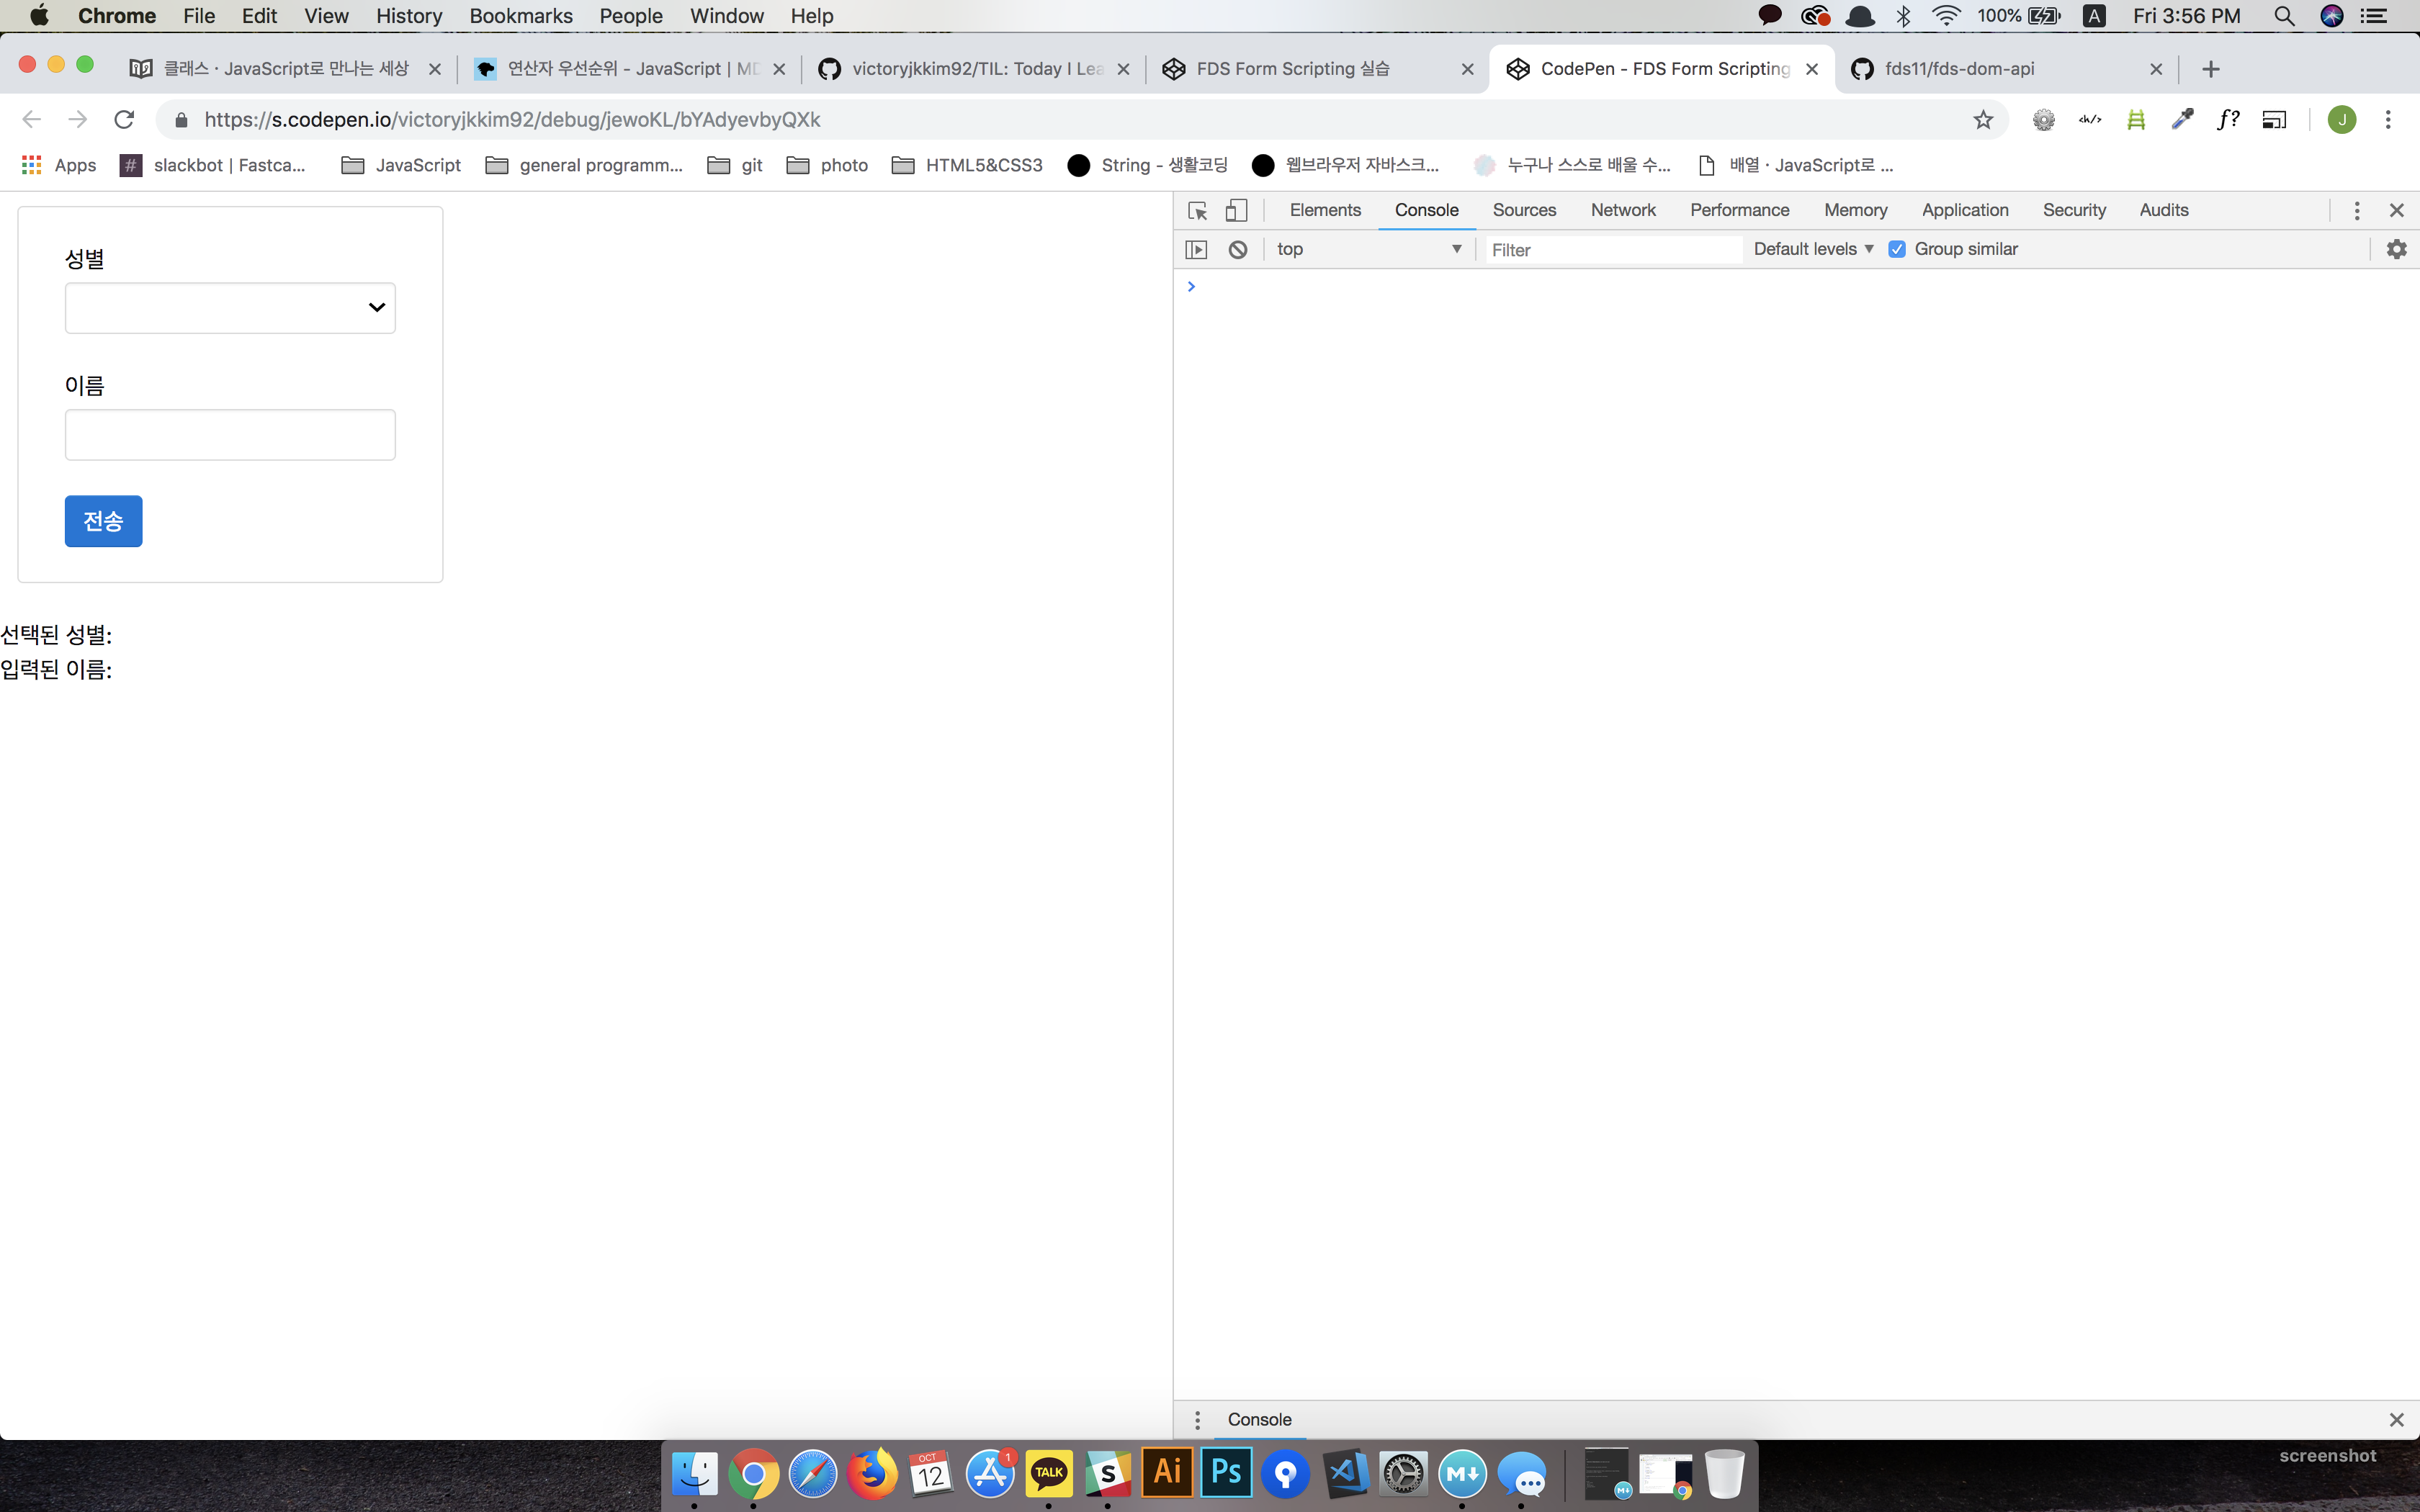 Chrome File Edit View History Bookmarks People Window Help 100% A Fri 3:56 PM
클래스 · JavaScript로 만나는 세상 연산자 우선순위 - JavaScript | MD victoryjkkim92/TIL: Today I Lea FDS Form Scripting 실습 CodePen - FDS Form Scripting fds11/fds-dom-api
https://s.codepen.io/victoryjkkim92/debug/jewoKL/bYAdyevbyQXk <h/> f? J
Apps # slackbot | Fastca... JavaScript general programm... git photo HTML5&CSS3 String - 생활코딩 웹브라우저 자바스크... 누구나 스스로 배울 수... 배열 · JavaScript로 ...
Elements Console Sources Network Performance Memory Application Security Audits
top Filter Default levels Group similar
성별
이름
전송
선택된 성별:
입력된 이름:
Console
OCT 12 1 TALK S Ai Ps M
screenshot